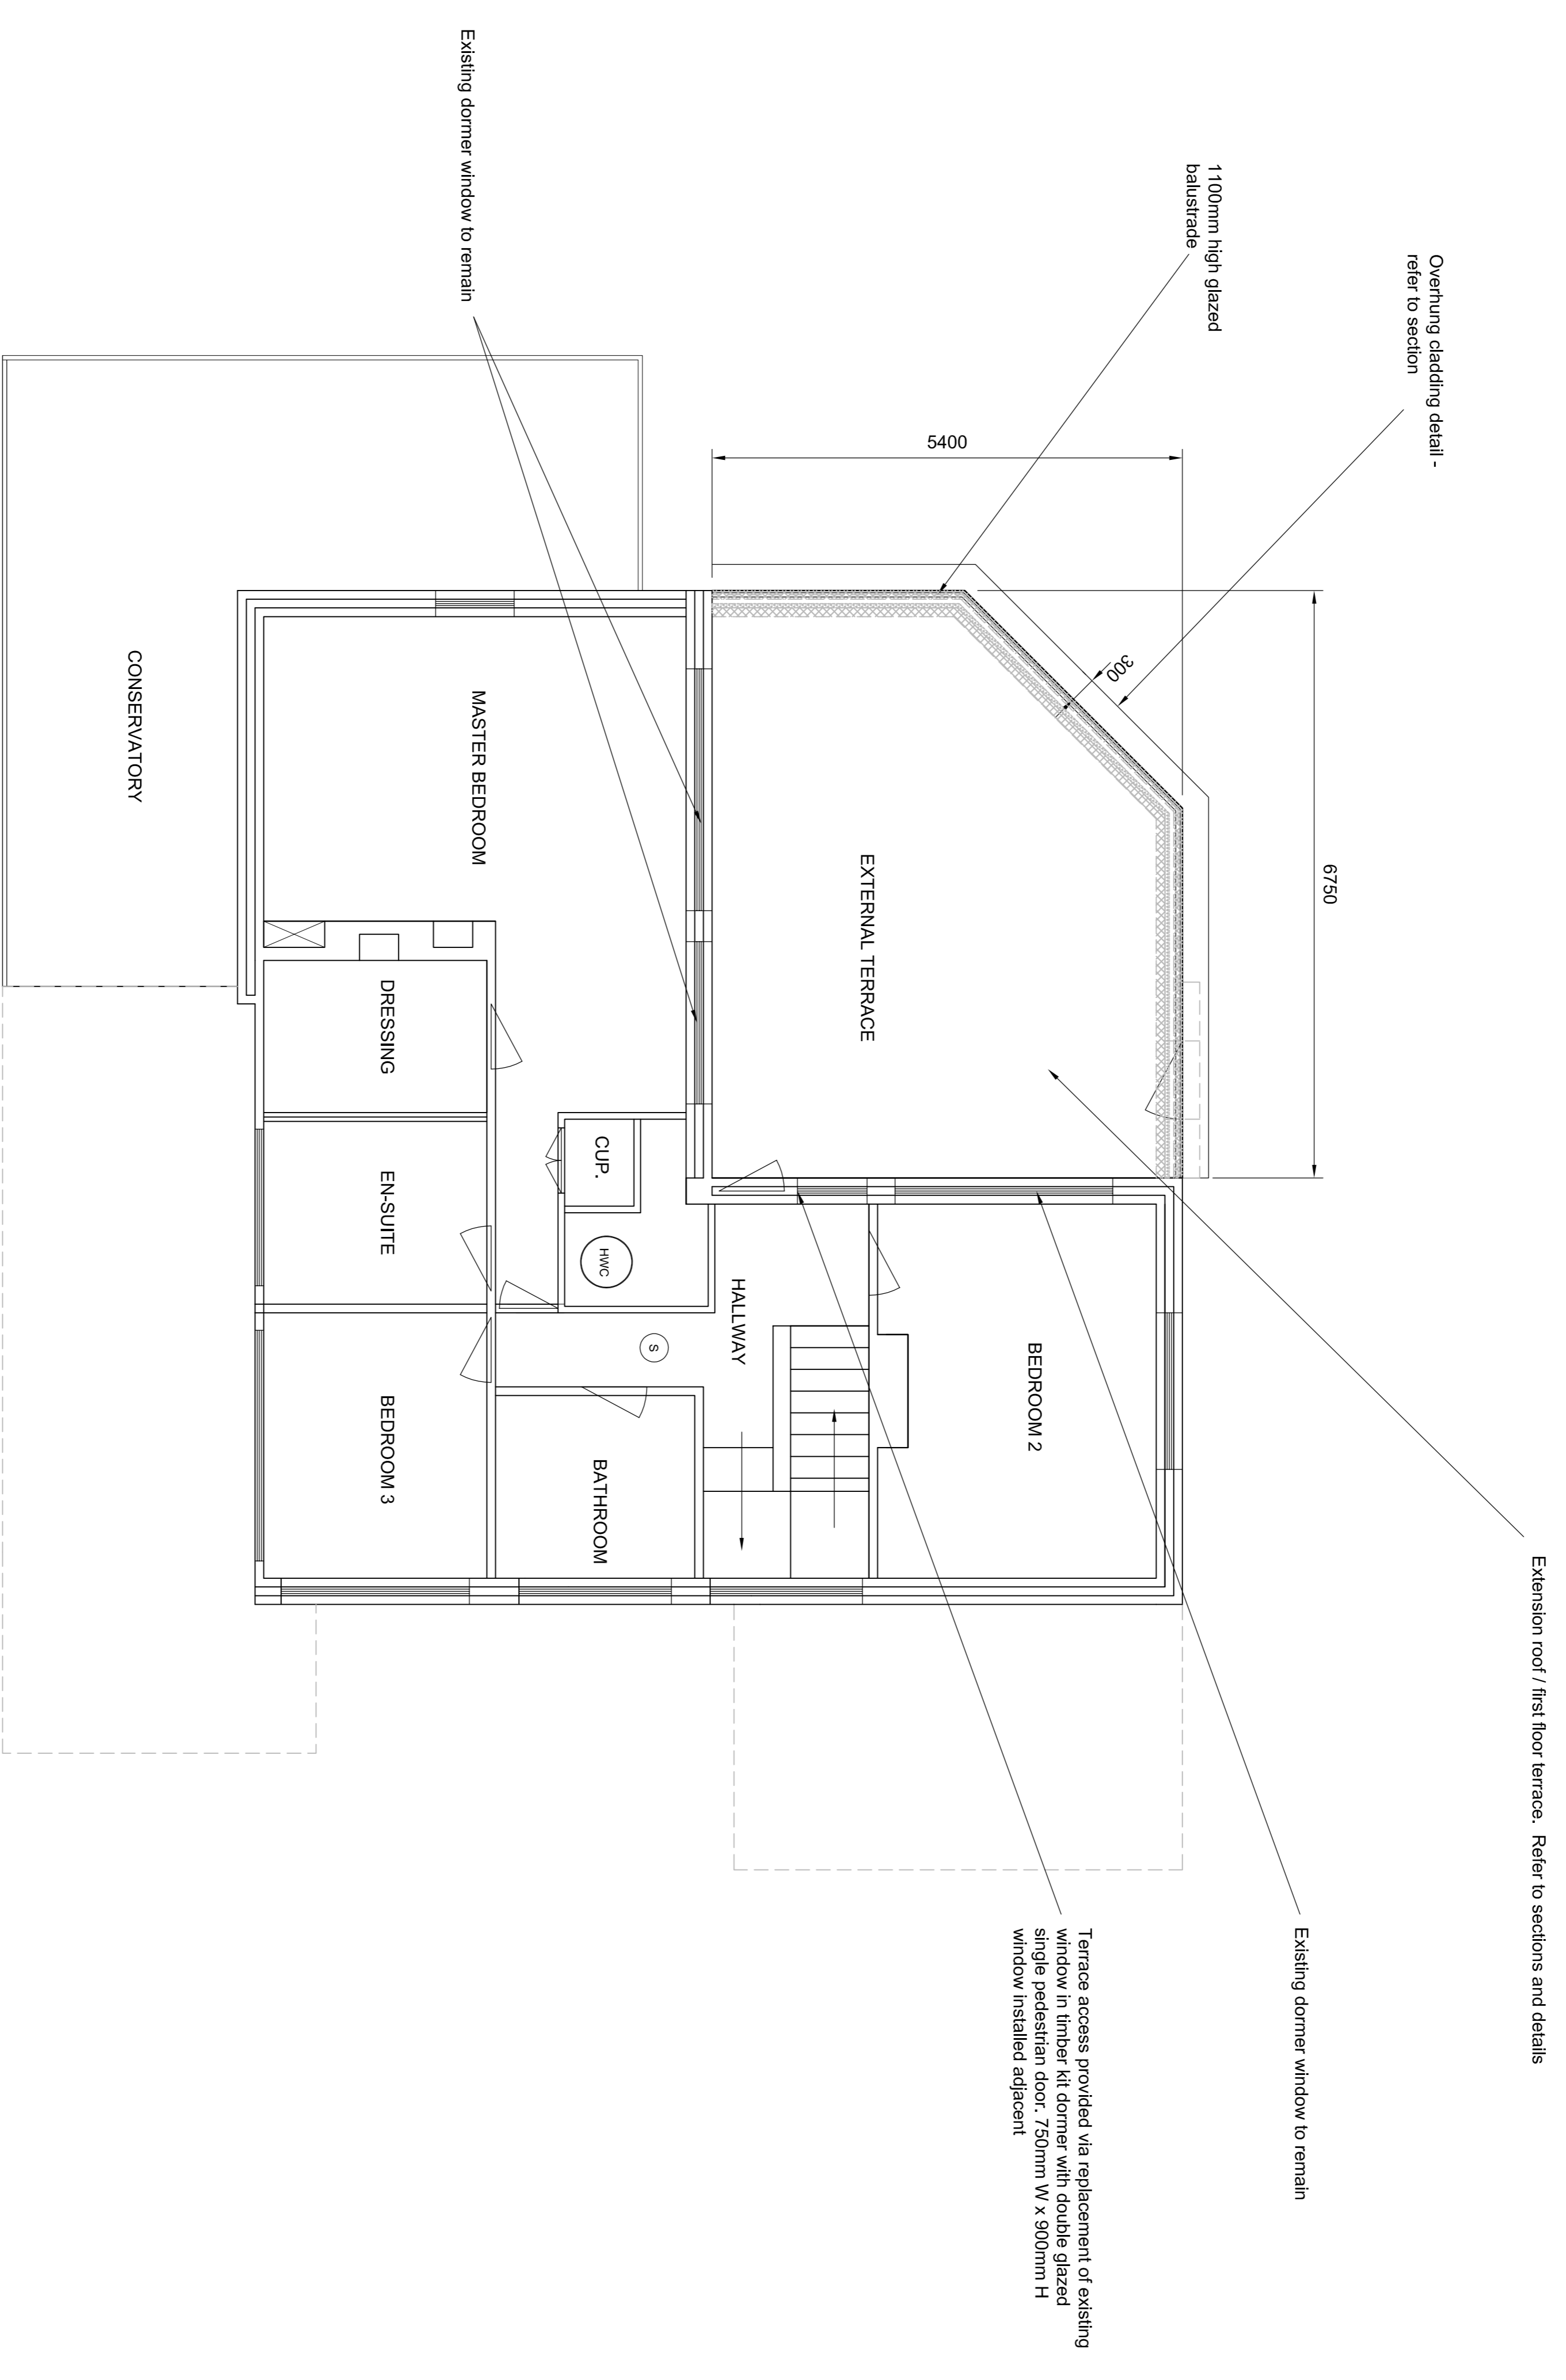 Extension roof / first floor terrace.  Refer to sections and details
Overhung cladding detail -
refer to section
6750
Existing dormer window to remain
1100mm high glazed
balustrade
300
5400
Terrace access provided via replacement of existing
window in timber kit dormer with double glazed
single pedestrian door. 750mm W x 900mm H
window installed adjacent
EXTERNAL TERRACE
BEDROOM 2
HALLWAY
S
CUP.
HWC
BATHROOM
Existing dormer window to remain
MASTER BEDROOM
DRESSING
EN-SUITE
BEDROOM 3
CONSERVATORY